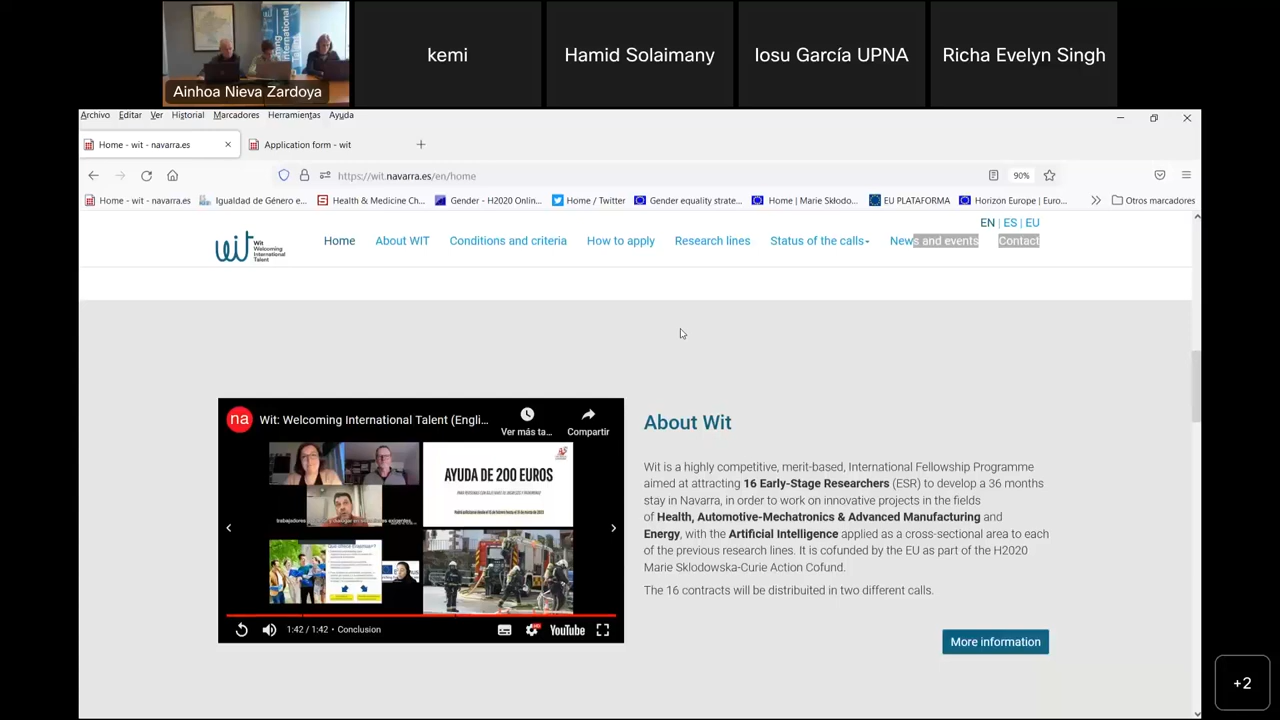 Ainhoa Nieva Zardoya
kemi
Hamid Solaimany
Iosu García UPNA
Richa Evelyn Singh
Archivo Editar Ver Historial Marcadores Herramientas Ayuda
Home - wit - navarra.es
Application form - wit
https://wit.navarra.es/en/home
90%
Home - wit - navarra.es
Igualdad de Género e...
Health & Medicine Ch...
Gender - H2020 Onlin...
Home / Twitter
Gender equality strate...
Home | Marie Skłodo...
EU PLATAFORMA
Horizon Europe | Euro...
Otros marcadores
EN | ES | EU
wit
Wit
Welcoming
International
Talent
Home
About WIT
Conditions and criteria
How to apply
Research lines
Status of the calls
News and events
Contact
na
Wit: Welcoming International Talent (Engli...
Ver más ta...
Compartir
AYUDA DE 200 EUROS
1:42 / 1:42 • Conclusion
HD
YouTube
About Wit
Wit is a highly competitive, merit-based, International Fellowship Programme
aimed at attracting 16 Early-Stage Researchers (ESR) to develop a 36 months
stay in Navarra, in order to work on innovative projects in the fields
of Health, Automotive-Mechatronics & Advanced Manufacturing and
Energy, with the Artificial Intelligence applied as a cross-sectional area to each
of the previous research lines. It is cofunded by the EU as part of the H2020
Marie Sklodowska-Curie Action Cofund.
The 16 contracts will be distribuited in two different calls.
More information
+2